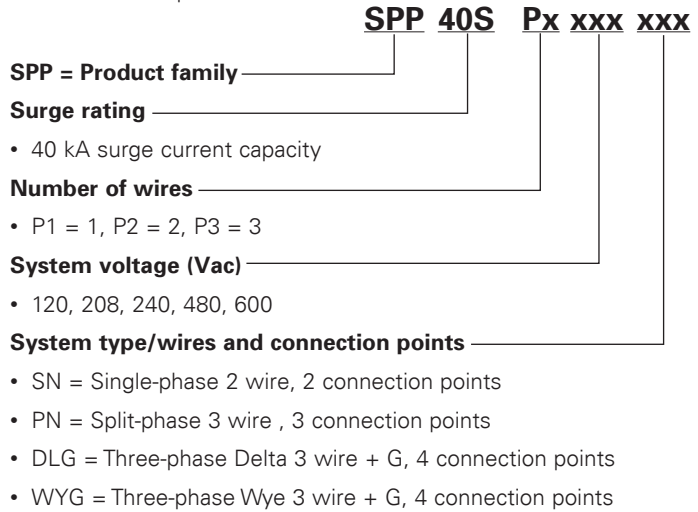 SPP 40S Px xxx xxx
SPP = Product family
Surge rating
• 40 kA surge current capacity
Number of wires
• P1 = 1, P2 = 2, P3 = 3
System voltage (Vac)
• 120, 208, 240, 480, 600
System type/wires and connection points
• SN = Single-phase 2 wire, 2 connection points
• PN = Split-phase 3 wire , 3 connection points
• DLG = Three-phase Delta 3 wire + G, 4 connection points
• WYG = Three-phase Wye 3 wire + G, 4 connection points